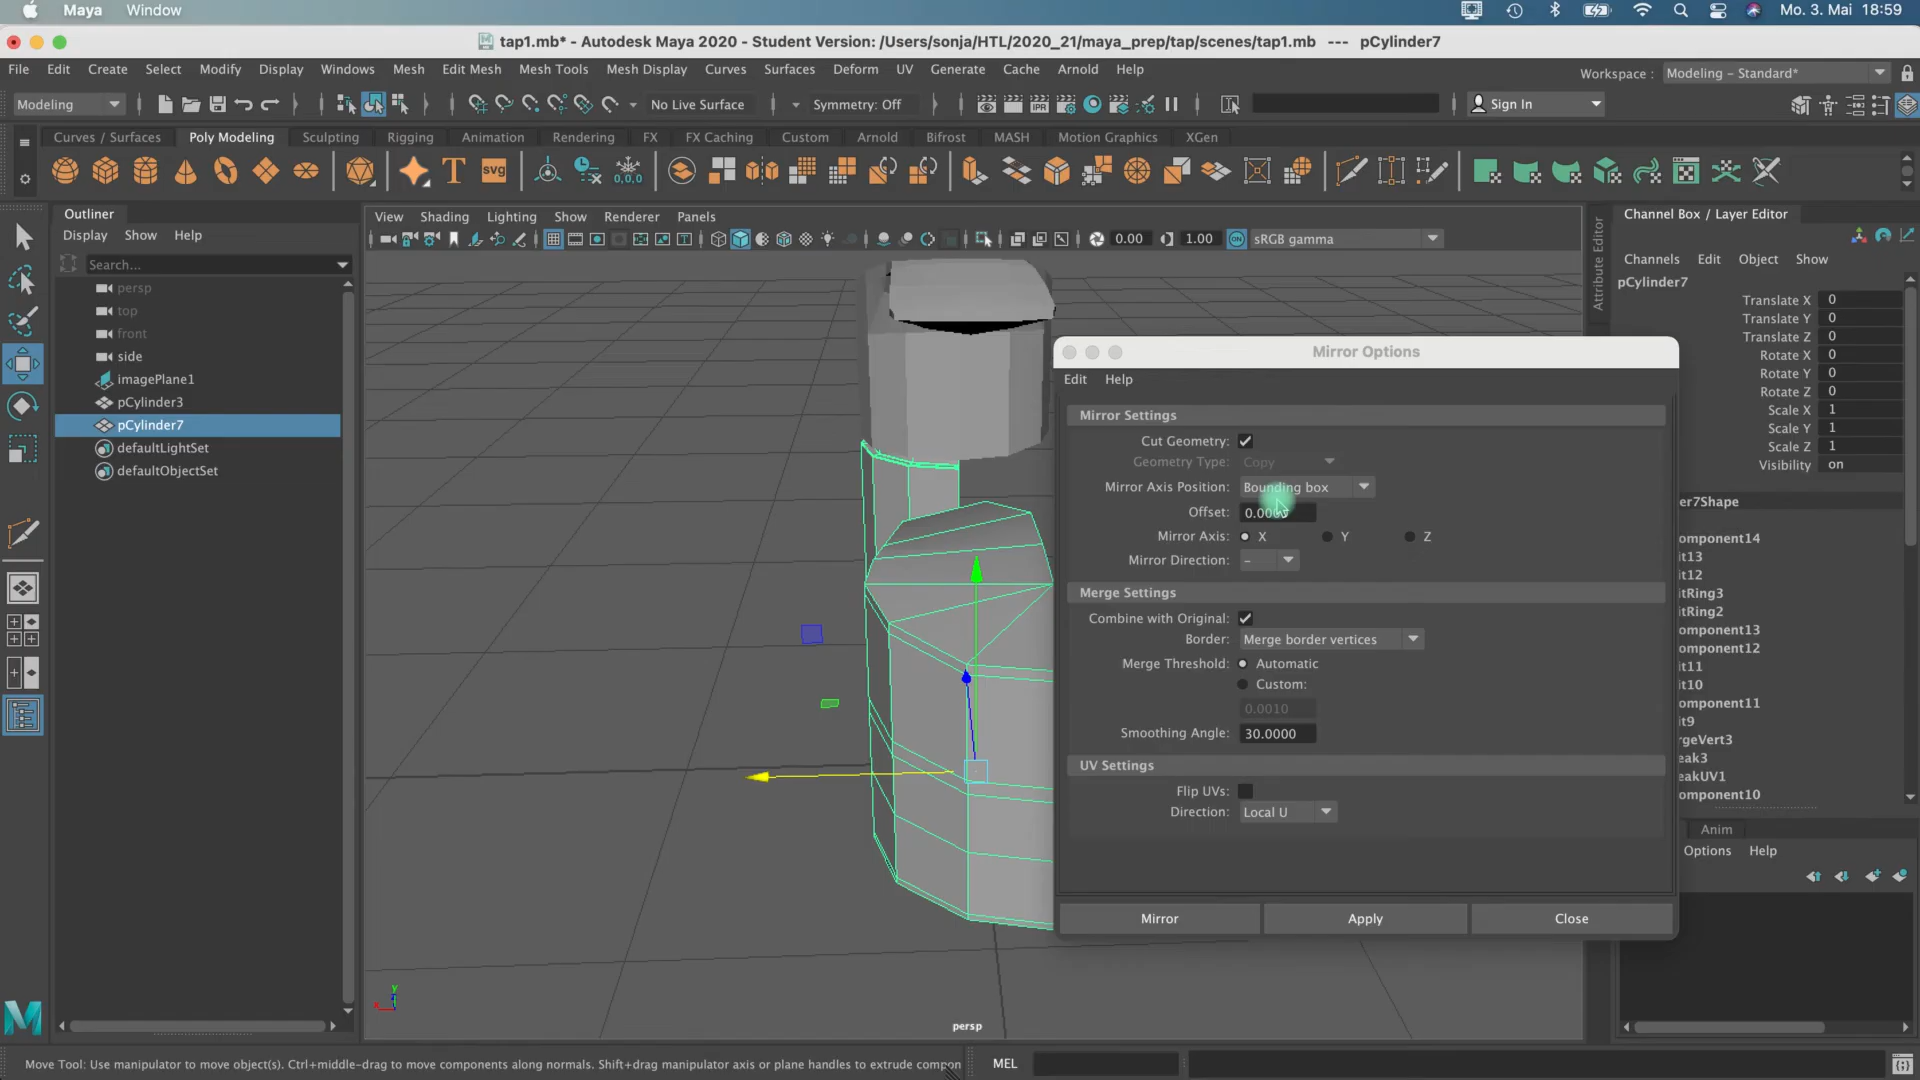 Maya Window Mo. 3. Mai 18:59
tap1.mb* - Autodesk Maya 2020 - Student Version: /Users/sonja/HTL/2020_21/maya_prep/tap/scenes/tap1.mb --- pCylinder7
File Edit Create Select Modify Display Windows Mesh Edit Mesh Mesh Tools Mesh Display Curves Surfaces Deform UV Generate Cache Arnold Help Workspace : Modeling - Standard*
Modeling No Live Surface Symmetry: Off IPR Sign In
Curves / Surfaces Poly Modeling Sculpting Rigging Animation Rendering FX FX Caching Custom Arnold Bifrost MASH Motion Graphics XGen
T svg 0,0,0
Outliner
Display Show Help
Search...
persp
top
front
side
imagePlane1
pCylinder3
pCylinder7
defaultLightSet
defaultObjectSet
View Shading Lighting Show Renderer Panels
0.00 1.00 ON sRGB gamma
persp
y
x
Mirror Options
Edit Help
Mirror Settings
Cut Geometry:
Geometry Type: Copy
Mirror Axis Position: Bounding box
Offset:
Mirror Axis: X Y Z
Mirror Direction: -
Merge Settings
Combine with Original:
Border: Merge border vertices
Merge Threshold: Automatic
Custom:
0.0010
Smoothing Angle: 30.0000
UV Settings
Flip UVs:
Direction: Local U
Mirror Apply Close
Attribute Editor
Channel Box / Layer Editor
Channels Edit Object Show
pCylinder7
Translate X 0
Translate Y 0
Translate Z 0
Rotate X 0
Rotate Y 0
Rotate Z 0
Scale X 1
Scale Y 1
Scale Z 1
Visibility on
er7Shape
omponent14
it13
it12
itRing3
itRing2
omponent13
omponent12
it11
it10
omponent11
it9
rgeVert3
eak3
eakUV1
omponent10
Anim
Options Help
Move Tool: Use manipulator to move object(s). Ctrl+middle-drag to move components along normals. Shift+drag manipulator axis or plane handles to extrude compon
MEL